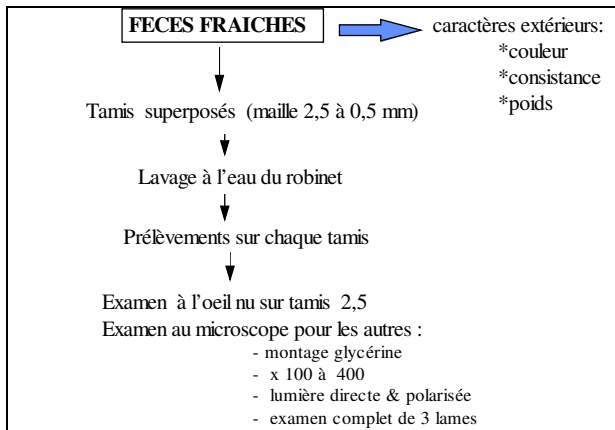 FECES FRAICHES
caractères extérieurs:
*couleur
*consistance
*poids
Tamis superposés (maille 2,5 à 0,5 mm)
Lavage à l'eau du robinet
Prélèvements sur chaque tamis
Examen à l'oeil nu sur tamis 2,5
Examen au microscope pour les autres :
- montage glycérine
- x 100 à 400
- lumière directe & polarisée
- examen complet de 3 lames